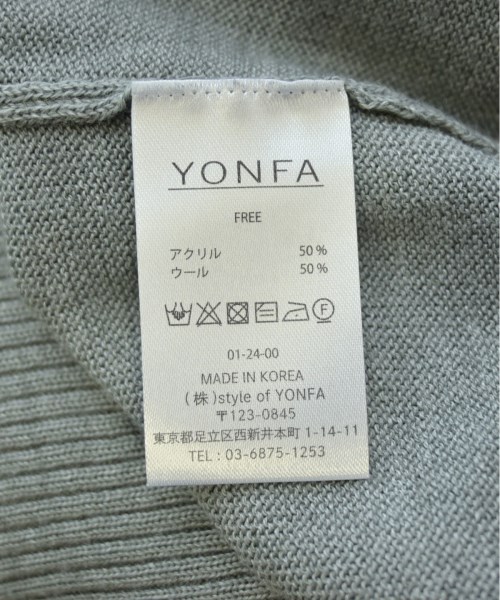 YONFA
FREE
アクリル 50 %
ウール 50 %
01-24-00
MADE IN KOREA
(株)style of YONFA
〒123-0845
東京都足立区西新井本町 1-14-11
TEL : 03-6875-1253